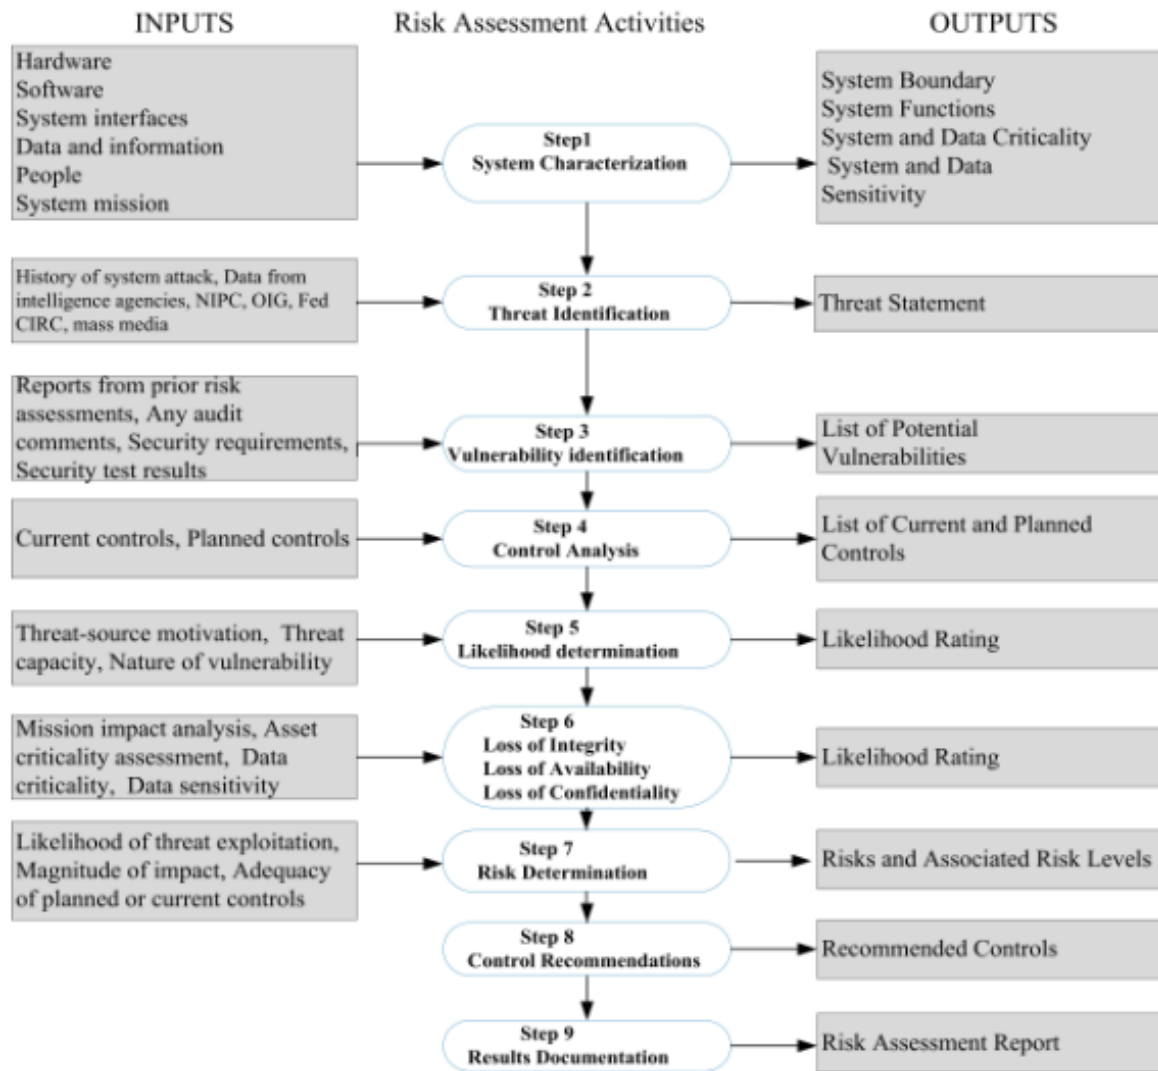 INPUTS
Risk Assessment Activities
OUTPUTS
Hardware
Software
System interfaces
Data and information
People
System mission
Step1
System Characterization
System Boundary
System Functions
System and Data Criticality
System and Data
Sensitivity
History of system attack, Data from
intelligence agencies, NIPC, OIG, Fed
CIRC, mass media
Step 2
Threat Identification
Threat Statement
Reports from prior risk
assessments, Any audit
comments, Security requirements,
Security test results
Step 3
Vulnerability identification
List of Potential
Vulnerabilities
Current controls, Planned controls
Step 4
Control Analysis
List of Current and Planned
Controls
Threat-source motivation, Threat
capacity, Nature of vulnerability
Step 5
Likelihood determination
Likelihood Rating
Mission impact analysis, Asset
criticality assessment, Data
criticality, Data sensitivity
Step 6
Loss of Integrity
Loss of Availability
Loss of Confidentiality
Likelihood Rating
Likelihood of threat exploitation,
Magnitude of impact, Adequacy
of planned or current controls
Step 7
Risk Determination
Risks and Associated Risk Levels
Step 8
Control Recommendations
Recommended Controls
Step 9
Results Documentation
Risk Assessment Report